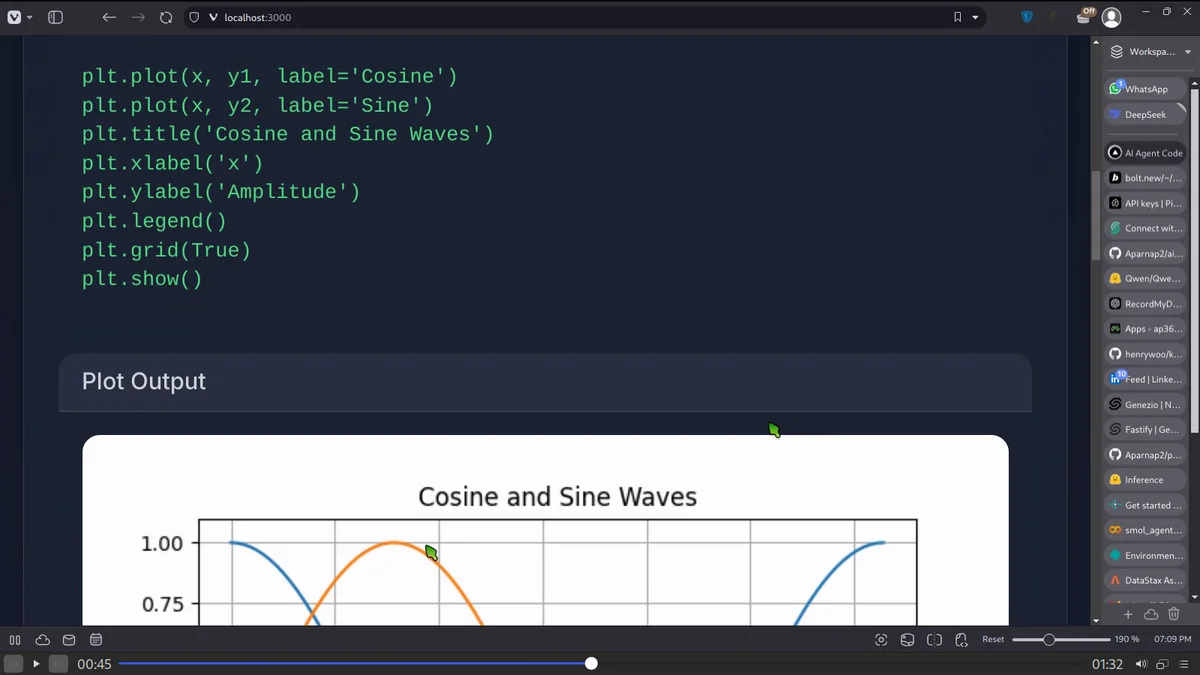 localhost:3000
Off
Workspa...
plt.plot(x, y1, label='Cosine')
plt.plot(x, y2, label='Sine')
plt.title('Cosine and Sine Waves')
plt.xlabel('x')
plt.ylabel('Amplitude')
plt.legend()
plt.grid(True)
plt.show()
Plot Output
Cosine and Sine Waves
1.00
0.75
1
WhatsApp
DeepSeek
AI Agent Code
bolt.new/~/...
API keys | Pi...
Connect wit...
Aparnap2/ai...
Qwen/Qwe...
RecordMyD...
Apps - ap36...
henrywoo/k...
10
Feed | Linke...
Genezio | N...
Fastify | Ge...
Aparnap2/p...
Inference
Get started ...
smol_agent...
Environmen...
DataStax As...
Reset
190 %
07:09 PM
00:45
01:32